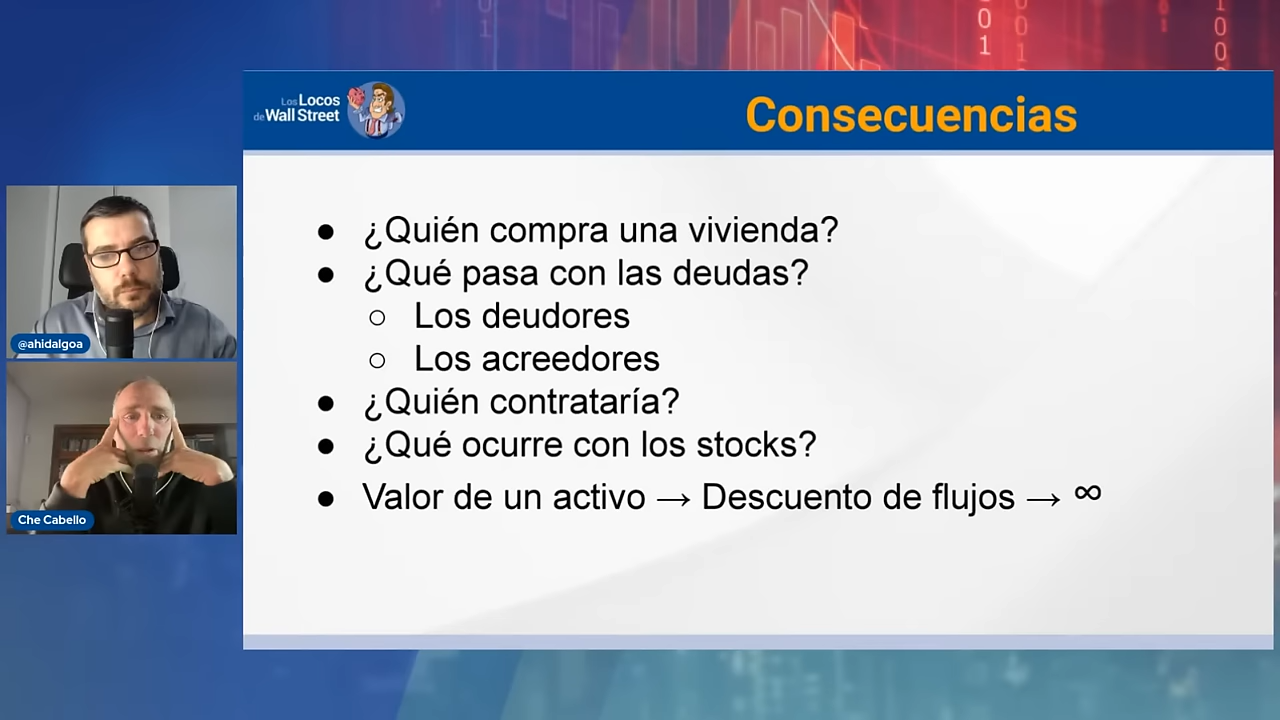 Los Locos
de Wall Street
Consecuencias
@ahidalgoa
Che Cabello
● ¿Quién compra una vivienda?
● ¿Qué pasa con las deudas?
○ Los deudores
○ Los acreedores
● ¿Quién contrataría?
● ¿Qué ocurre con los stocks?
● Valor de un activo → Descuento de flujos → ∞